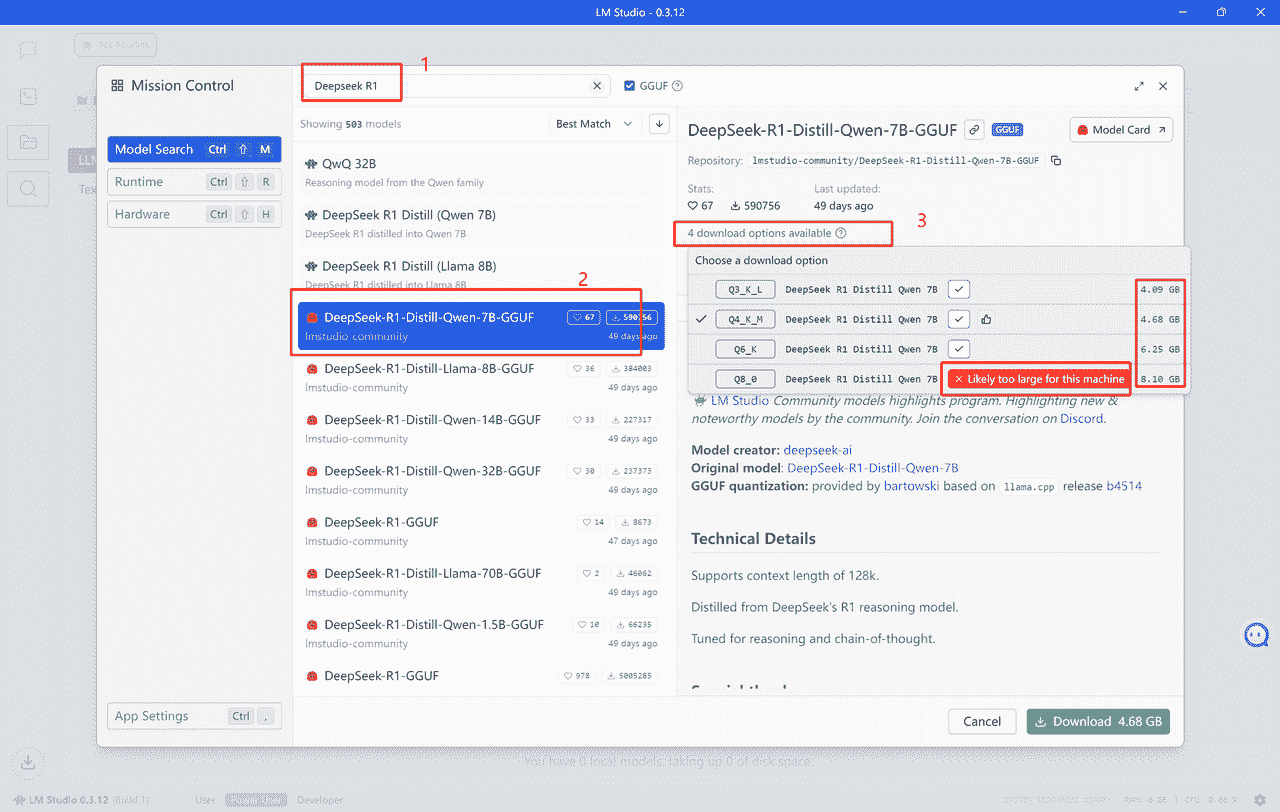 LM Studio - 0.3.12
1
Mission Control
Deepseek R1
GGUF
Showing 503 models
Best Match
Model Search Ctrl ⇧ M
Runtime Ctrl ⇧ R
Hardware Ctrl ⇧ H
QwQ 32B
Reasoning model from the Qwen family
DeepSeek R1 Distill (Qwen 7B)
DeepSeek R1 distilled into Qwen 7B
DeepSeek R1 Distill (Llama 8B)
DeepSeek R1 distilled into Llama 8B
2
DeepSeek-R1-Distill-Qwen-7B-GGUF 67 590756
lmstudio-community 49 days ago
DeepSeek-R1-Distill-Llama-8B-GGUF 36 384003
lmstudio-community 49 days ago
DeepSeek-R1-Distill-Qwen-14B-GGUF 33 227317
lmstudio-community 49 days ago
DeepSeek-R1-Distill-Qwen-32B-GGUF 30 237373
lmstudio-community 49 days ago
DeepSeek-R1-GGUF 14 8673
lmstudio-community 47 days ago
DeepSeek-R1-Distill-Llama-70B-GGUF 2 46062
lmstudio-community 49 days ago
DeepSeek-R1-Distill-Qwen-1.5B-GGUF 10 66235
lmstudio-community 49 days ago
DeepSeek-R1-GGUF 978 5005285
DeepSeek-R1-Distill-Qwen-7B-GGUF GGUF
Model Card
Repository: lmstudio-community/DeepSeek-R1-Distill-Qwen-7B-GGUF
Stats: Last updated:
67 590756 49 days ago
3
4 download options available
Choose a download option
Q3_K_L DeepSeek R1 Distill Qwen 7B 4.09 GB
Q4_K_M DeepSeek R1 Distill Qwen 7B 4.68 GB
Q6_K DeepSeek R1 Distill Qwen 7B 6.25 GB
Q8_0 DeepSeek R1 Distill Qwen 7B Likely too large for this machine 8.10 GB
LM Studio Community models highlights program. Highlighting new &
noteworthy models by the community. Join the conversation on Discord.
Model creator: deepseek-ai
Original model: DeepSeek-R1-Distill-Qwen-7B
GGUF quantization: provided by bartowski based on llama.cpp release b4514
Technical Details
Supports context length of 128k.
Distilled from DeepSeek's R1 reasoning model.
Tuned for reasoning and chain-of-thought.
App Settings Ctrl ,
Cancel
Download 4.68 GB
You have 0 local models, taking up 0 of disk space.
LM Studio 0.3.12 (Build 1)
User Power User Developer